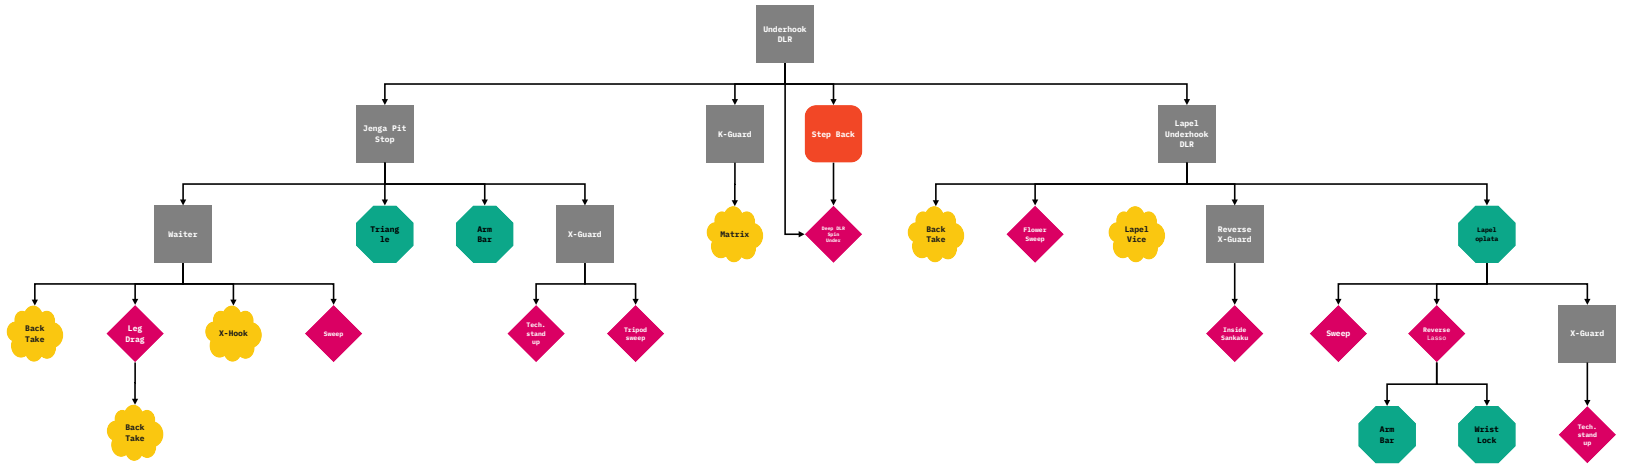 Underhook
DLR
Jenga Pit
Stop
K-Guard
Step Back
Lapel
Underhook
DLR
Waiter
Triang
le
Arm
Bar
X-Guard
Matrix
Deep DLR
Spin
Under
Back
Take
Flower
Sweep
Lapel
Vice
Reverse
X-Guard
Lapel
oplata
Back
Take
Leg
Drag
X-Hook
Sweep
Tech.
stand
up
Tripod
sweep
Inside
Sankaku
Sweep
Reverse
Lasso
X-Guard
Back
Take
Arm
Bar
Wrist
Lock
Tech.
stand
up